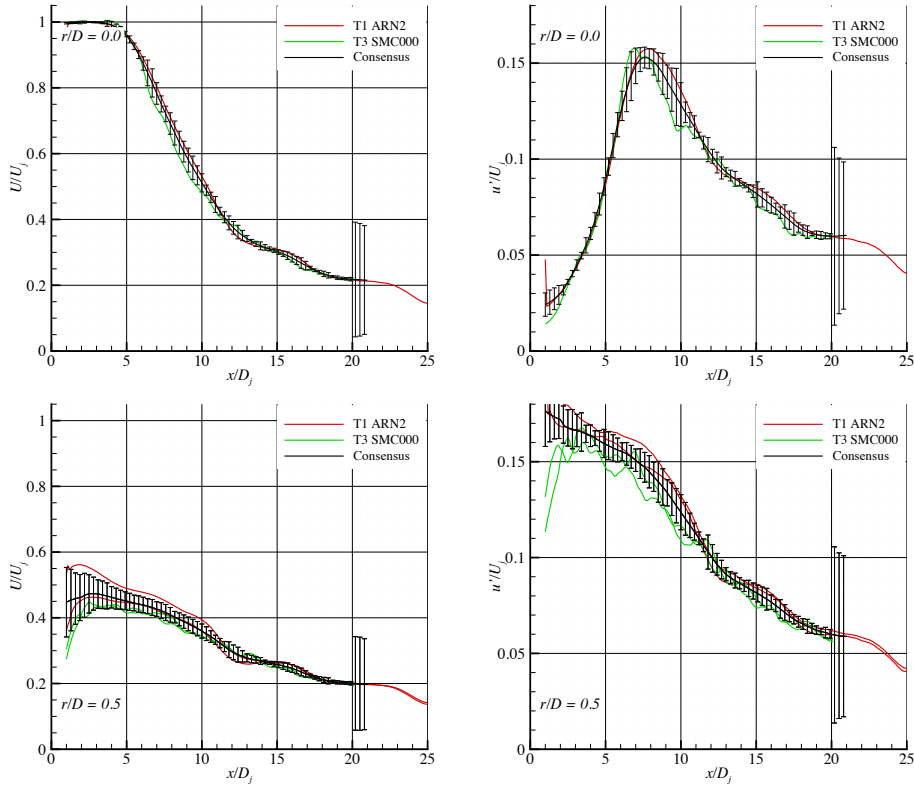 U/U_j
1
0.8
0.6
0.4
0.2
0
r/D = 0.0
T1 ARN2
T3 SMC000
Consensus
0 5 10 15 20 25
x/D_j
u'/U_j
0.15
0.1
0.05
0
r/D = 0.0
T1 ARN2
T3 SMC000
Consensus
0 5 10 15 20 25
x/D_j
U/U_j
1
0.8
0.6
0.4
0.2
0
r/D = 0.5
T1 ARN2
T3 SMC000
Consensus
0 5 10 15 20 25
x/D_j
u'/U_j
0.15
0.1
0.05
0
r/D = 0.5
T1 ARN2
T3 SMC000
Consensus
0 5 10 15 20 25
x/D_j